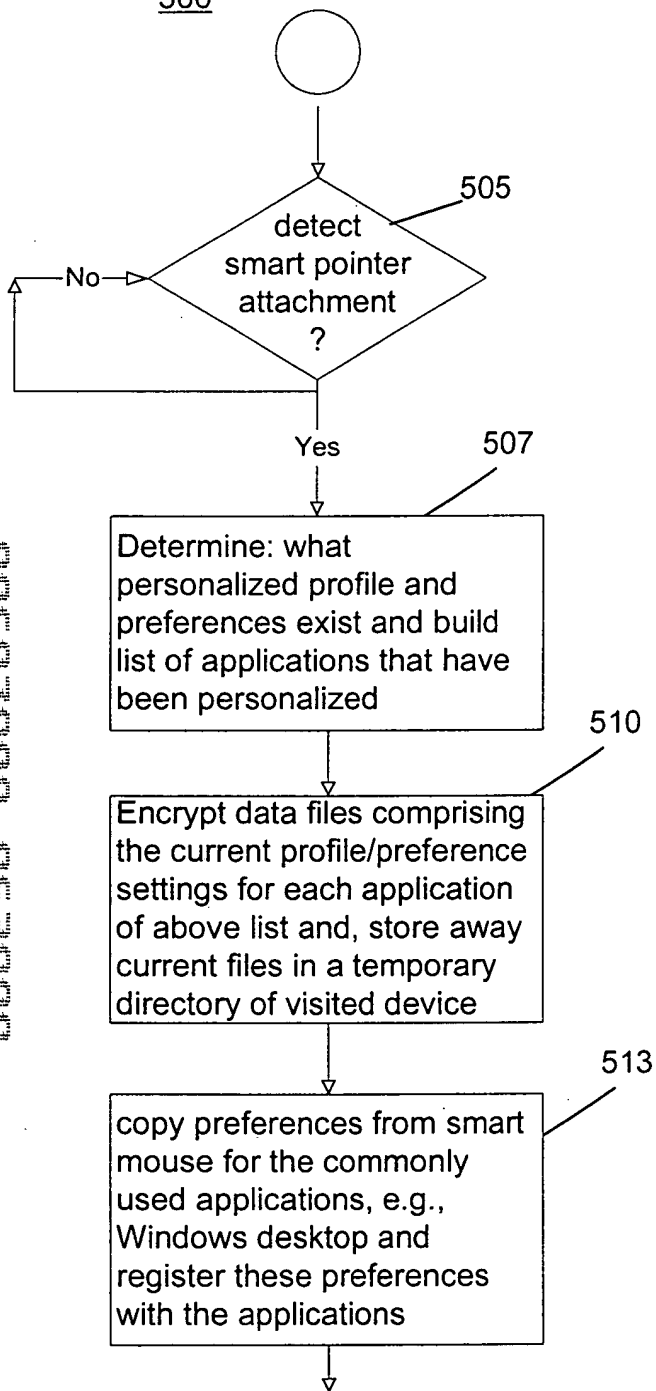 505
detect
smart pointer
attachment
?
No
Yes
507
Determine: what
personalized profile and
preferences exist and build
list of applications that have
been personalized
510
Encrypt data files comprising
the current profile/preference
settings for each application
of above list and, store away
current files in a temporary
directory of visited device
513
copy preferences from smart
mouse for the commonly
used applications, e.g.,
Windows desktop and
register these preferences
with the applications